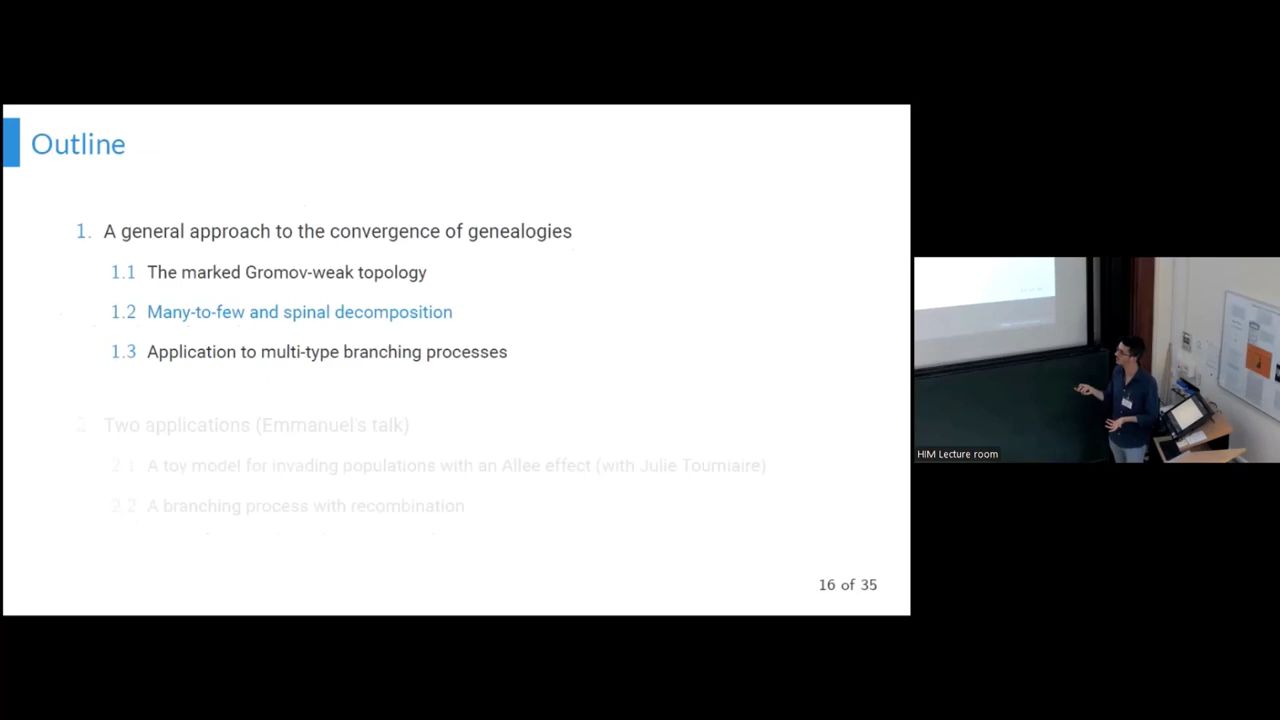 Outline
1. A general approach to the convergence of genealogies
1.1 The marked Gromov-weak topology
1.2 Many-to-few and spinal decomposition
1.3 Application to multi-type branching processes
2 Two applications (Emmanuel's talk)
2.1 A toy model for invading populations with an Allee effect (with Julie Tourniaire)
2.2 A branching process with recombination
16 of 35
HIM Lecture room